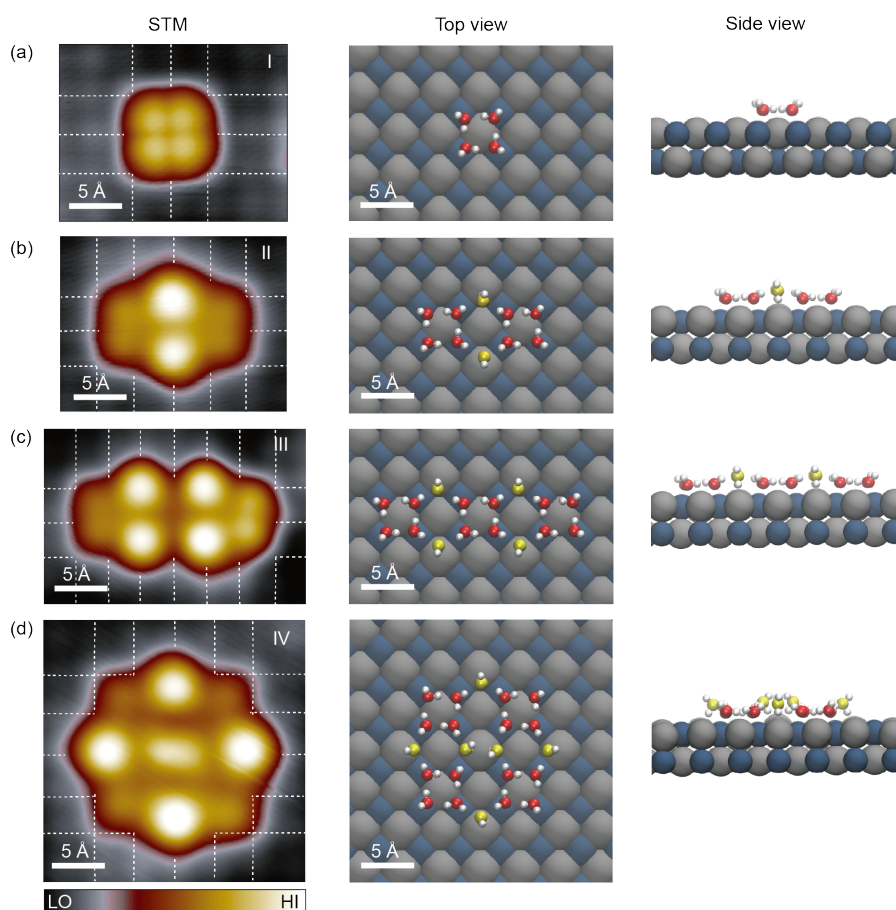 STM Top view Side view
(a) I
5 Å 5 Å
(b) II
5 Å 5 Å
(c) III
5 Å 5 Å
(d) IV
5 Å 5 Å
LO HI